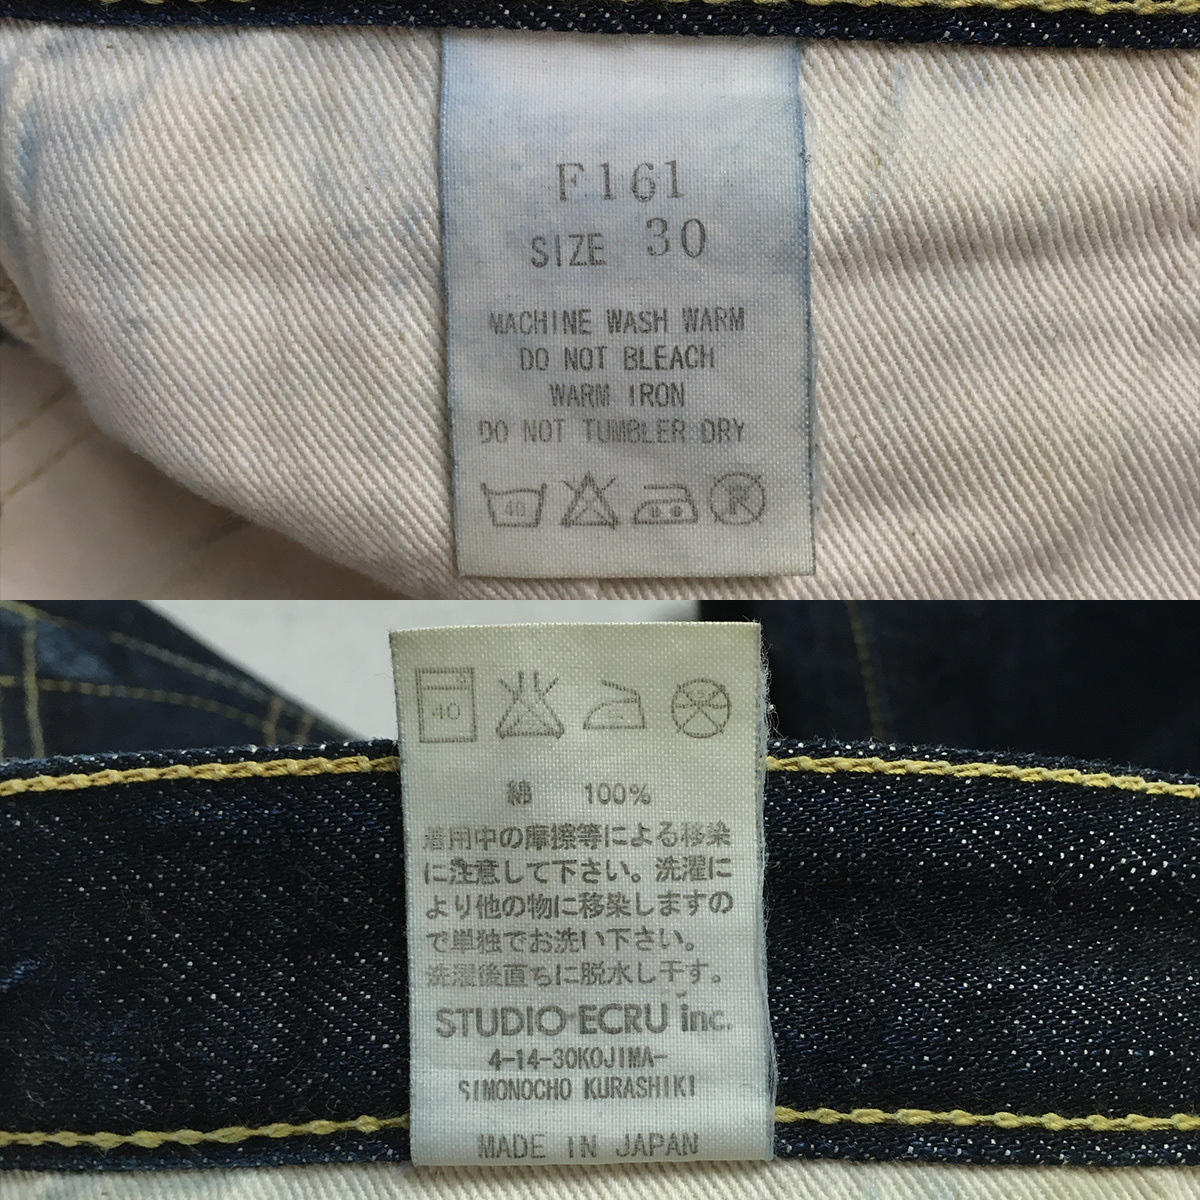 F161
SIZE 30
MACHINE WASH WARM
DO NOT BLEACH
WARM IRON
DO NOT TUMBLER DRY
40
R
40
綿 100%
着用中の摩擦等による移染
に注意して下さい。洗濯に
より他の物に移染しますの
で単独でお洗い下さい。
洗濯後直ちに脱水し干す。
STUDIO ECRU inc.
4-14-30KOJIMA-
SIMONOCHO KURASHIKI
MADE IN JAPAN